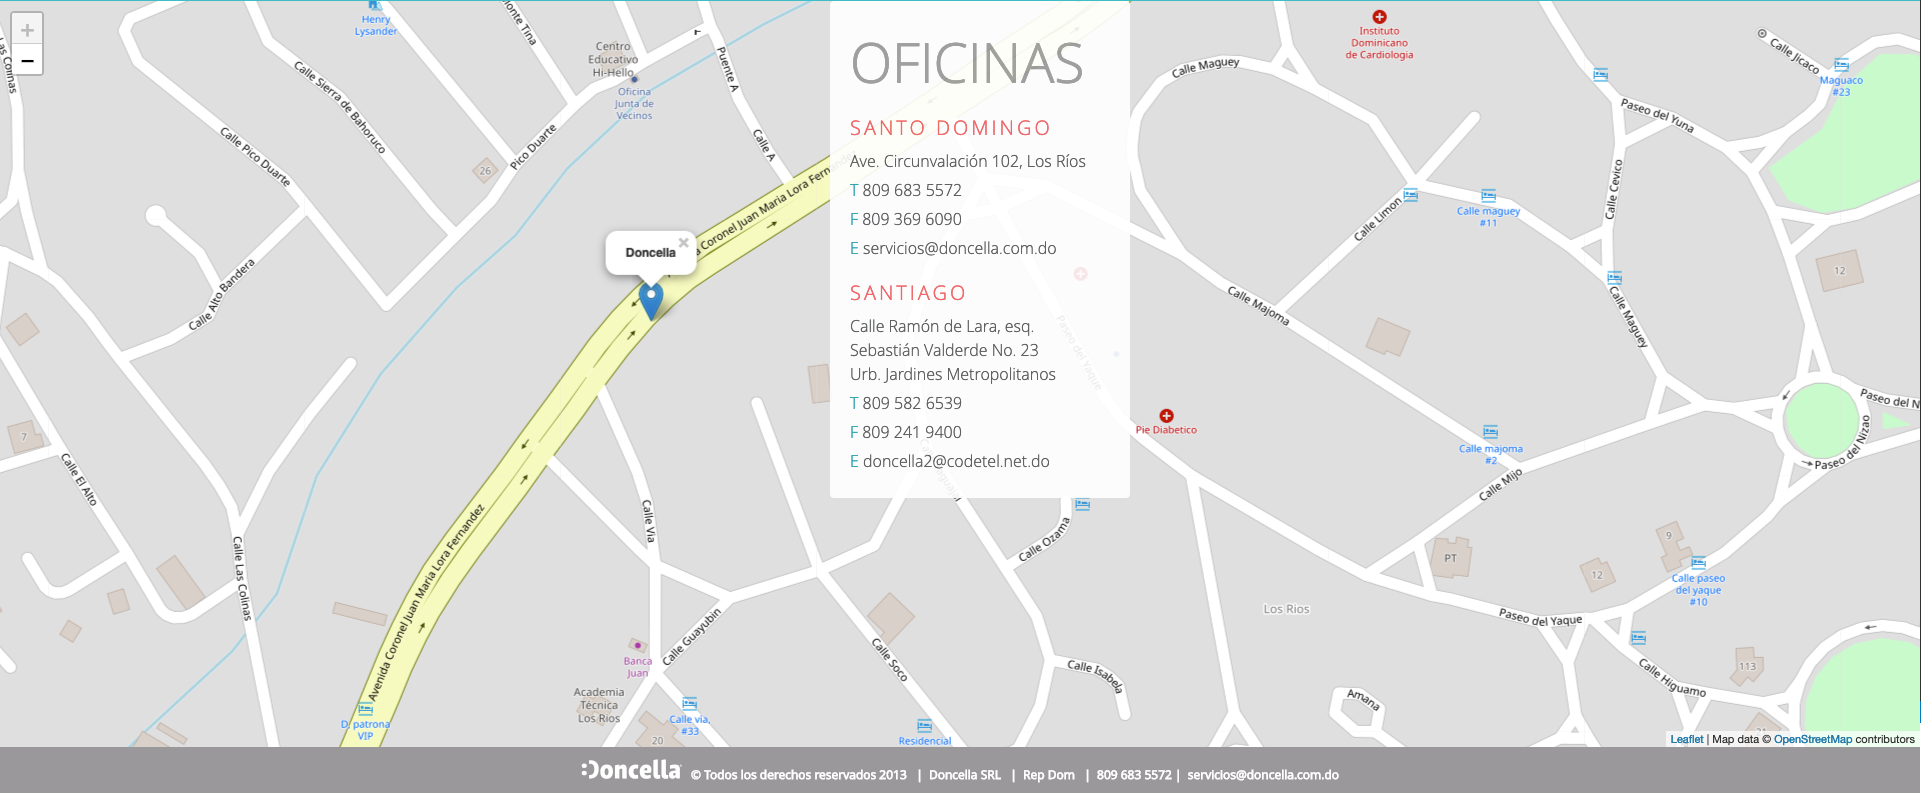 OFICINAS
SANTO DOMINGO
Ave. Circunvalación 102, Los Ríos
T 809 683 5572
F 809 369 6090
E servicios@doncella.com.do
SANTIAGO
Calle Ramón de Lara, esq.
Sebastián Valderde No. 23
Urb. Jardines Metropolitanos
T 809 582 6539
F 809 241 9400
E doncella2@codetel.net.do
+
−
Henry
Lysander
Centro
Educativo
Hi-Hello
Oficina
Junta de
Vecinos
Puente A
Calle A
Calle Sierra de Bahoruco
Calle Pico Duarte
Pico Duarte
26
Calle Alto Bandera
Doncella
×
Coronel Juan Maria Lora
Avenida Coronel Juan Maria Lora Fernandez
7
Calle El Alto
Calle Las Colinas
Calle Via
Calle Guayubin
Banca
Juan
Academia
Técnica
Los Rios
20
Calle via,
#33
D' patrona
VIP
Calle Soco
Residencial
Calle Isabela
Calle Ozama
Paseo del Yaque
Instituto
Dominicano
de Cardiologia
Calle Maguey
Calle Jicaco
Maguaco
#23
Paseo del Yuna
Calle Cevico
Calle Limon
Calle maguey
#11
12
Calle Majoma
Calle Maguey
Pie Diabetico
Calle majoma
#2
Calle Mijo
Paseo del N
Paseo del Nizao
9
PT
12
Calle paseo
del yaque
#10
Los Rios
Paseo del Yaque
Calle Higuamo
113
Amana
Leaflet | Map data © OpenStreetMap contributors
Doncella
© Todos los derechos reservados 2013 | Doncella SRL | Rep Dom | 809 683 5572 | servicios@doncella.com.do